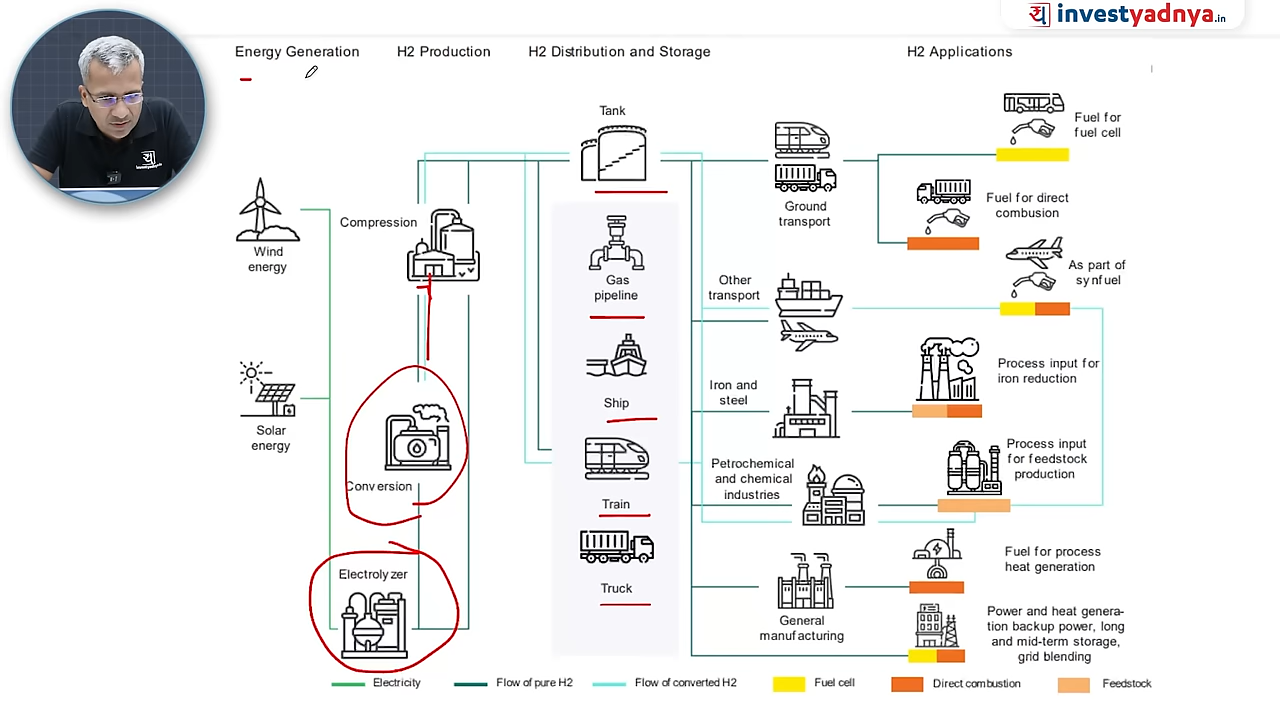 investyadnya.in
Energy Generation
H2 Production
H2 Distribution and Storage
H2 Applications
Tank
Fuel for
fuel cell
Fuel for direct
combusion
Ground
transport
Compression
Wind
energy
Gas
pipeline
Other
transport
As part of
synfuel
Process input for
iron reduction
Iron and
steel
Ship
Solar
energy
Process input
for feedstock
production
Petrochemical
and chemical
industries
Conversion
Train
Fuel for process
heat generation
Electrolyzer
Truck
General
manufacturing
Power and heat genera-
tion backup power, long
and mid-term storage,
grid blending
Electricity
Flow of pure H2
Flow of converted H2
Fuel cell
Direct combustion
Feedstock